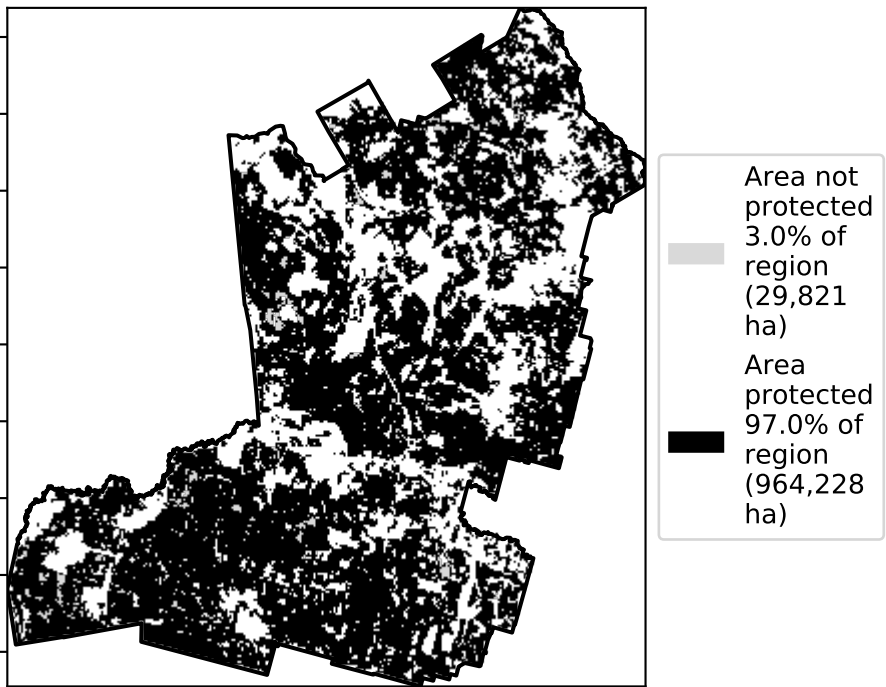 Area not
protected
3.0% of
region
(29,821
ha)
Area
protected
97.0% of
region
(964,228
ha)